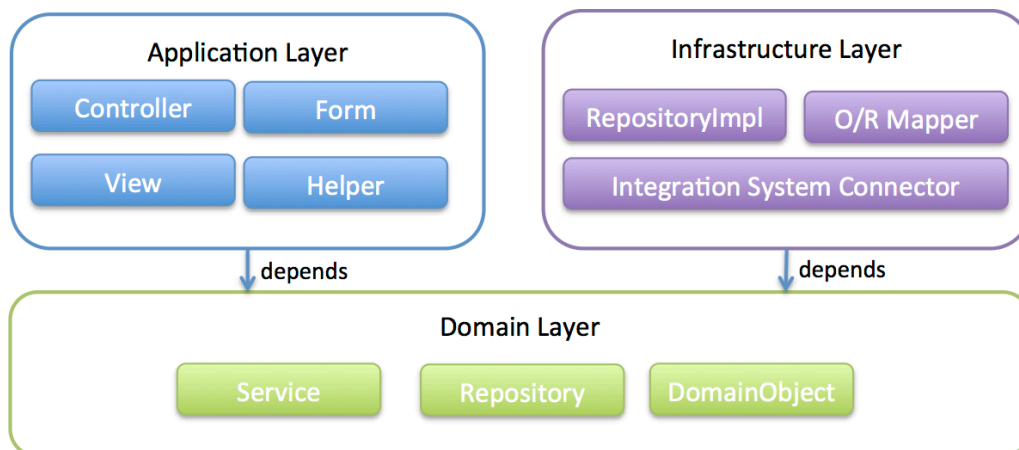 Application Layer
Controller
Form
View
Helper
depends
Infrastructure Layer
RepositoryImpl
O/R Mapper
Integration System Connector
depends
Domain Layer
Service
Repository
DomainObject